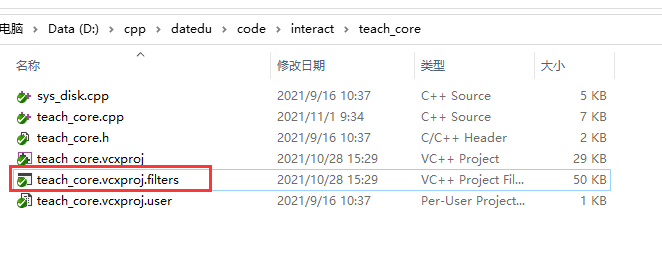 电脑 > Data (D:) > cpp > datedu > code > interact > teach_core
名称 修改日期 类型 大小
sys_disk.cpp 2021/9/16 10:37 C++ Source 5 KB
teach_core.cpp 2021/11/1 9:34 C++ Source 7 KB
teach_core.h 2021/9/16 10:37 C/C++ Header 2 KB
teach_core.vcxproj 2021/10/28 15:29 VC++ Project 29 KB
teach_core.vcxproj.filters 2021/10/28 15:29 VC++ Project Fil... 50 KB
teach_core.vcxproj.user 2021/9/16 10:37 Per-User Project... 1 KB